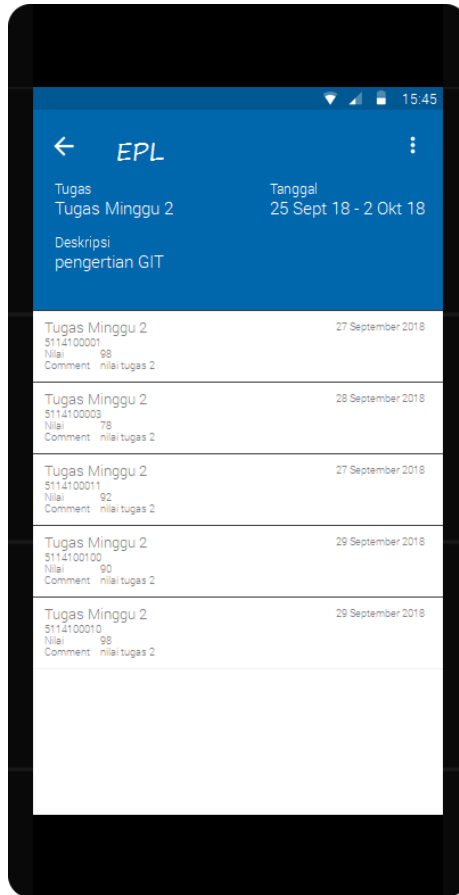 15:45
EPL
Tugas Tanggal
Tugas Minggu 2 25 Sept 18 - 2 Okt 18
Deskripsi
pengertian GIT
Tugas Minggu 2 27 September 2018
5114100001
Nilai 98
Comment nilai tugas 2
Tugas Minggu 2 28 September 2018
5114100003
Nilai 78
Comment nilai tugas 2
Tugas Minggu 2 27 September 2018
5114100011
Nilai 92
Comment nilai tugas 2
Tugas Minggu 2 29 September 2018
5114100100
Nilai 90
Comment nilai tugas 2
Tugas Minggu 2 29 September 2018
5114100010
Nilai 98
Comment nilai tugas 2